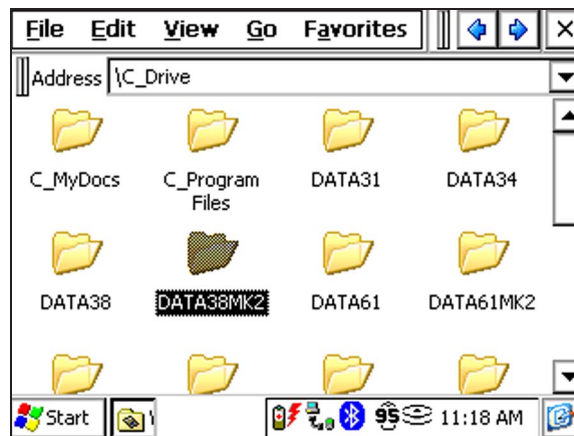 File Edit View Go Favorites
Address \C_Drive
C_MyDocs C_Program Files DATA31 DATA34
DATA38 DATA38MK2 DATA61 DATA61MK2
Start \ 95 11:18 AM